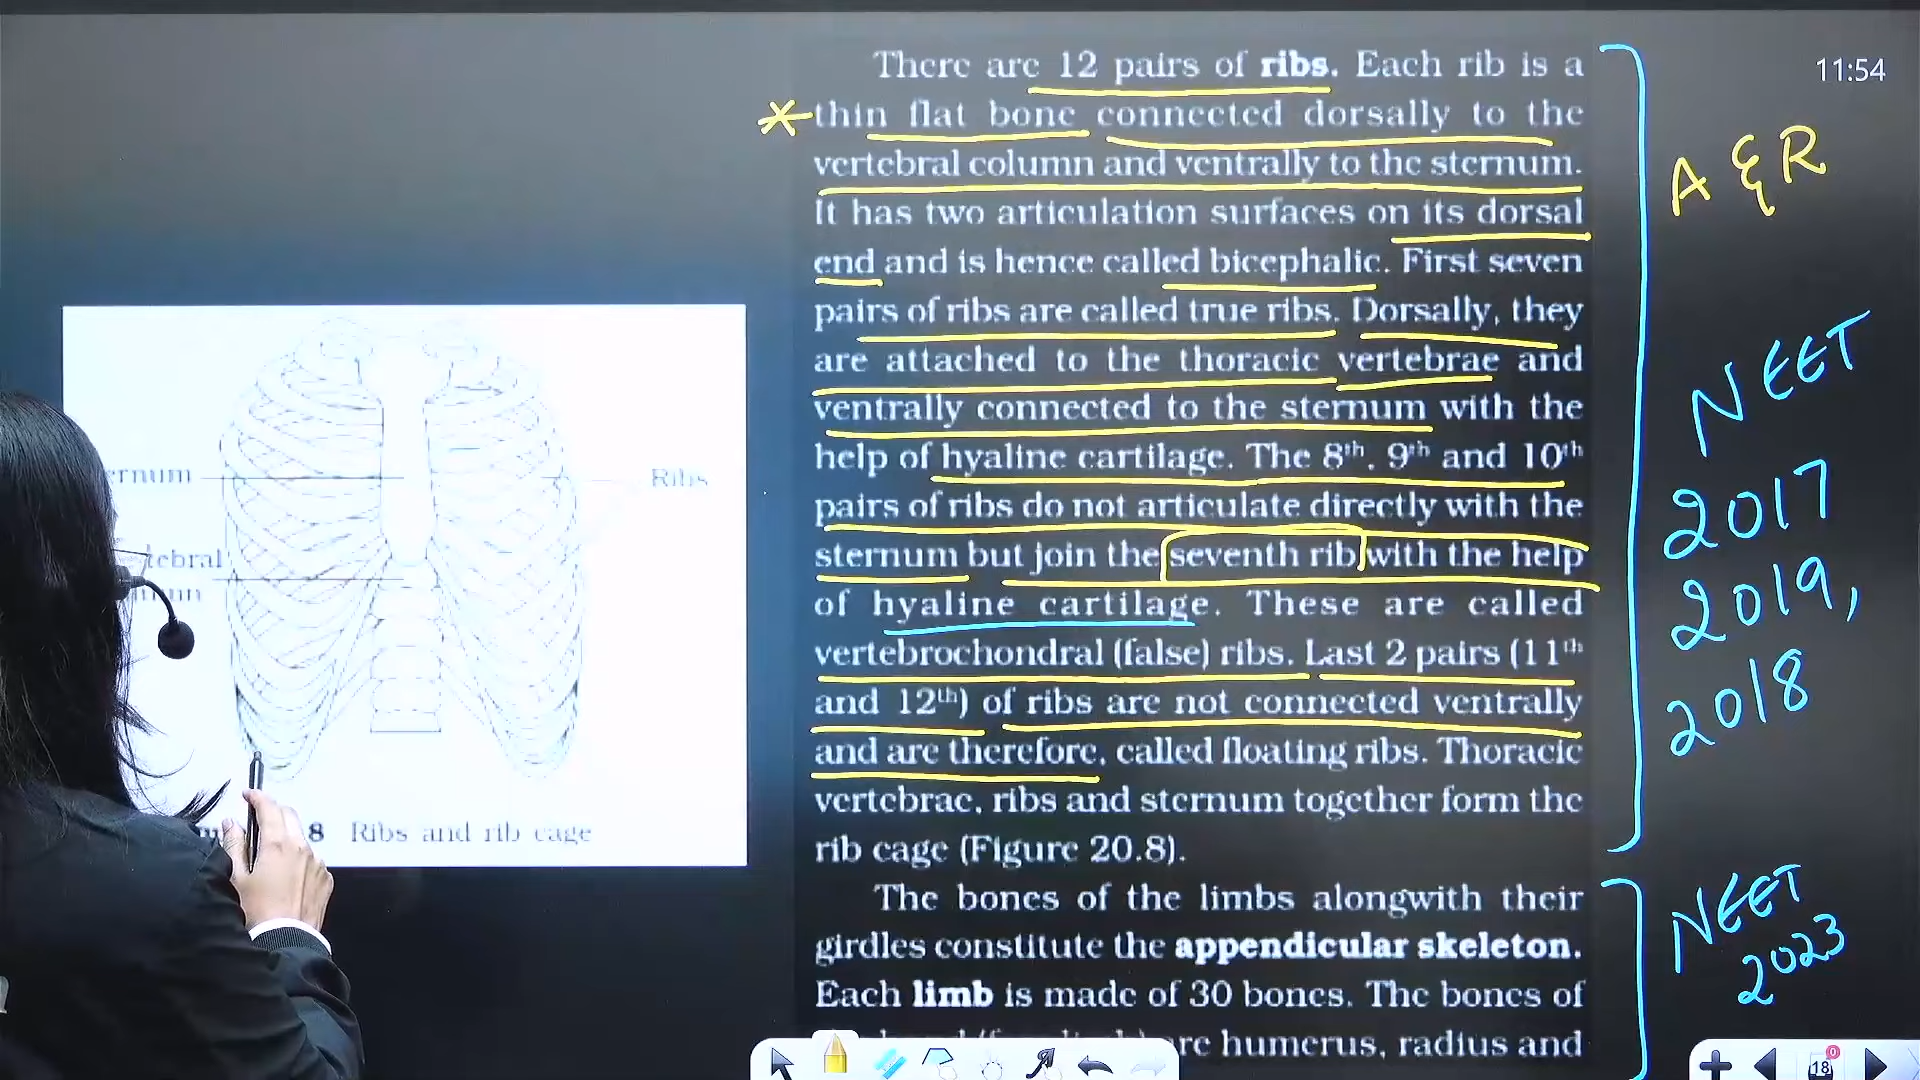 There are 12 pairs of ribs. Each rib is a
thin flat bone connected dorsally to the
vertebral column and ventrally to the sternum.
It has two articulation surfaces on its dorsal
end and is hence called bicephalic. First seven
pairs of ribs are called true ribs. Dorsally, they
are attached to the thoracic vertebrae and
ventrally connected to the sternum with the
help of hyaline cartilage. The 8th, 9th and 10th
pairs of ribs do not articulate directly with the
sternum but join the seventh rib with the help
of hyaline cartilage. These are called
vertebrochondral (false) ribs. Last 2 pairs (11th
and 12th) of ribs are not connected ventrally
and are therefore, called floating ribs. Thoracic
vertebrae, ribs and sternum together form the
rib cage (Figure 20.8).
The bones of the limbs alongwith their
girdles constitute the appendicular skeleton.
Each limb is made of 30 bones. The bones of
are humerus, radius and
11:54
A & R
NEET
2017
2019,
2018
NEET
2023
ernum
Ribs
tebral
8 Ribs and rib cage
18
0